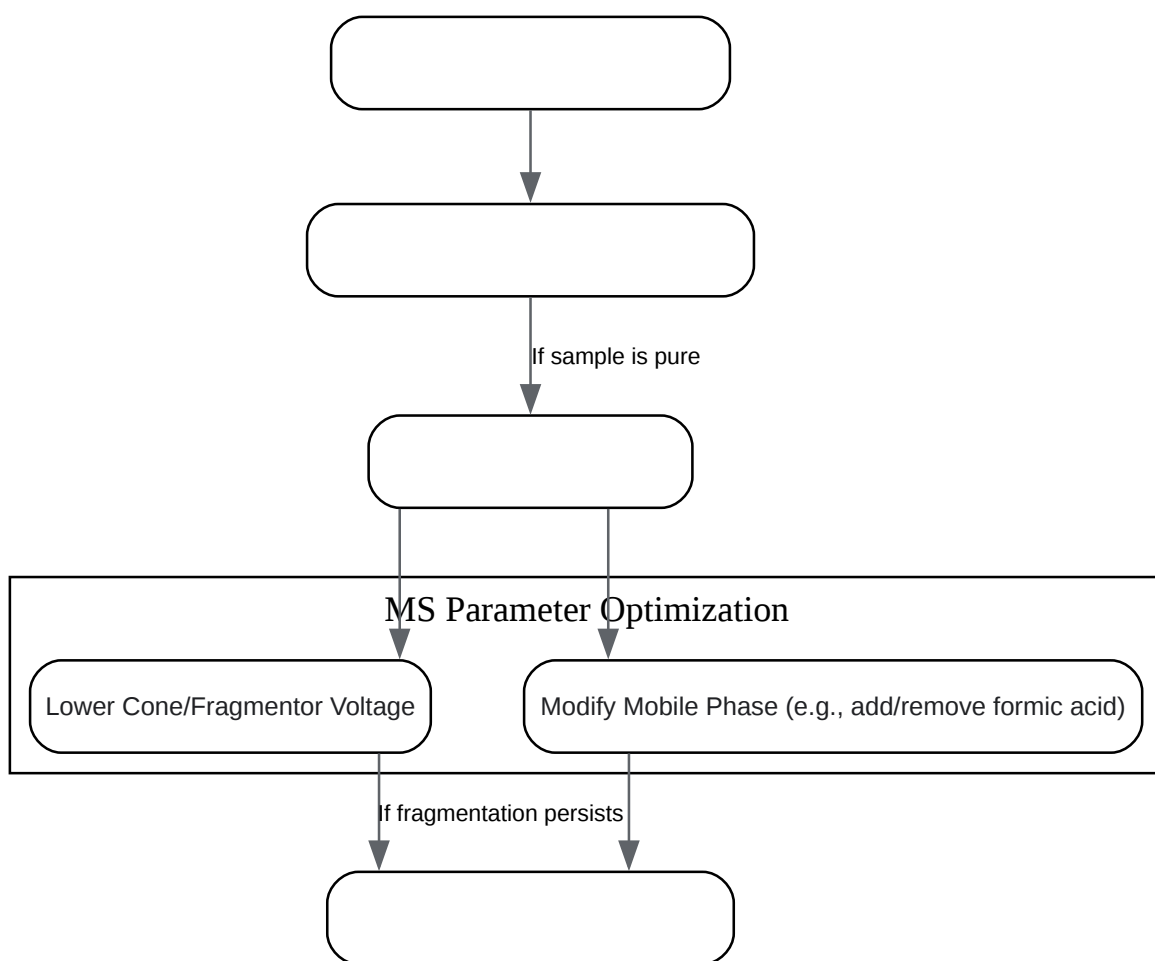 If sample is pure
MS Parameter Optimization
Lower Cone/Fragmentor Voltage
Modify Mobile Phase (e.g., add/remove formic acid)
If fragmentation persists